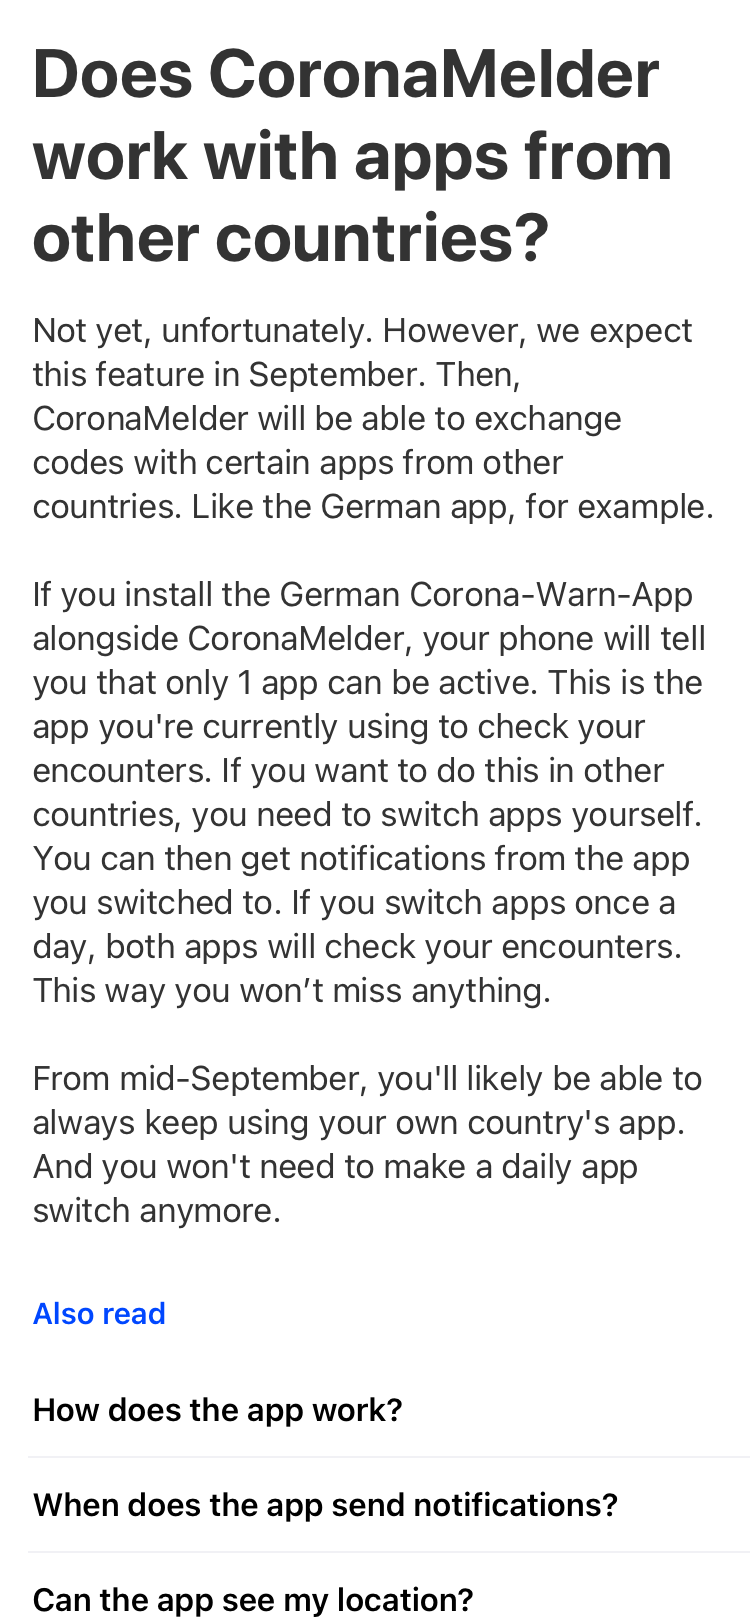 Does CoronaMelder
work with apps from
other countries?
Not yet, unfortunately. However, we expect
this feature in September. Then,
CoronaMelder will be able to exchange
codes with certain apps from other
countries. Like the German app, for example.
If you install the German Corona-Warn-App
alongside CoronaMelder, your phone will tell
you that only 1 app can be active. This is the
app you're currently using to check your
encounters. If you want to do this in other
countries, you need to switch apps yourself.
You can then get notifications from the app
you switched to. If you switch apps once a
day, both apps will check your encounters.
This way you won’t miss anything.
From mid-September, you'll likely be able to
always keep using your own country's app.
And you won't need to make a daily app
switch anymore.
Also read
How does the app work?
When does the app send notifications?
Can the app see my location?